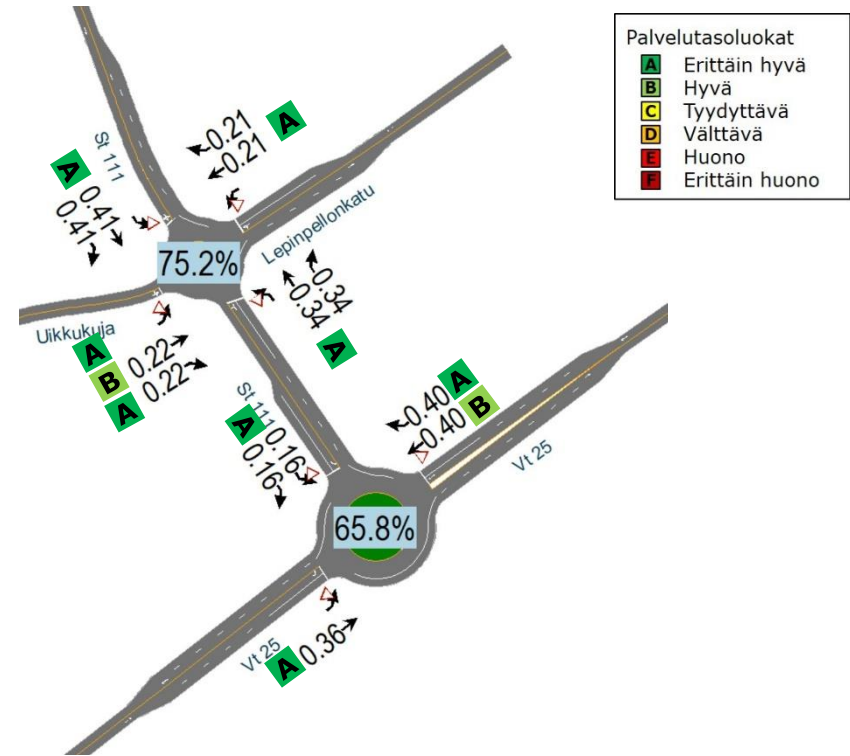 Palvelutasoluokat
A Erittäin hyvä
B Hyvä
C Tyydyttävä
D Välttävä
E Huono
F Erittäin huono
St 111
A
0.41
0.41
0.21 A
0.21
Lepinpellonkatu
75.2%
0.34
0.34
A
Uikkukuja
A
B 0.22
A 0.22
St 111
A 0.16
0.16
0.40 A
0.40 B
Vt 25
65.8%
Vt 25
A 0.36